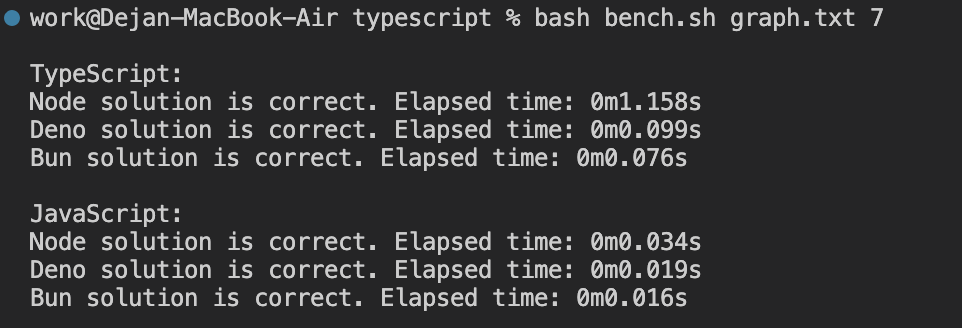 work@Dejan-MacBook-Air typescript % bash bench.sh graph.txt 7
TypeScript:
Node solution is correct. Elapsed time: 0m1.158s
Deno solution is correct. Elapsed time: 0m0.099s
Bun solution is correct. Elapsed time: 0m0.076s
JavaScript:
Node solution is correct. Elapsed time: 0m0.034s
Deno solution is correct. Elapsed time: 0m0.019s
Bun solution is correct. Elapsed time: 0m0.016s